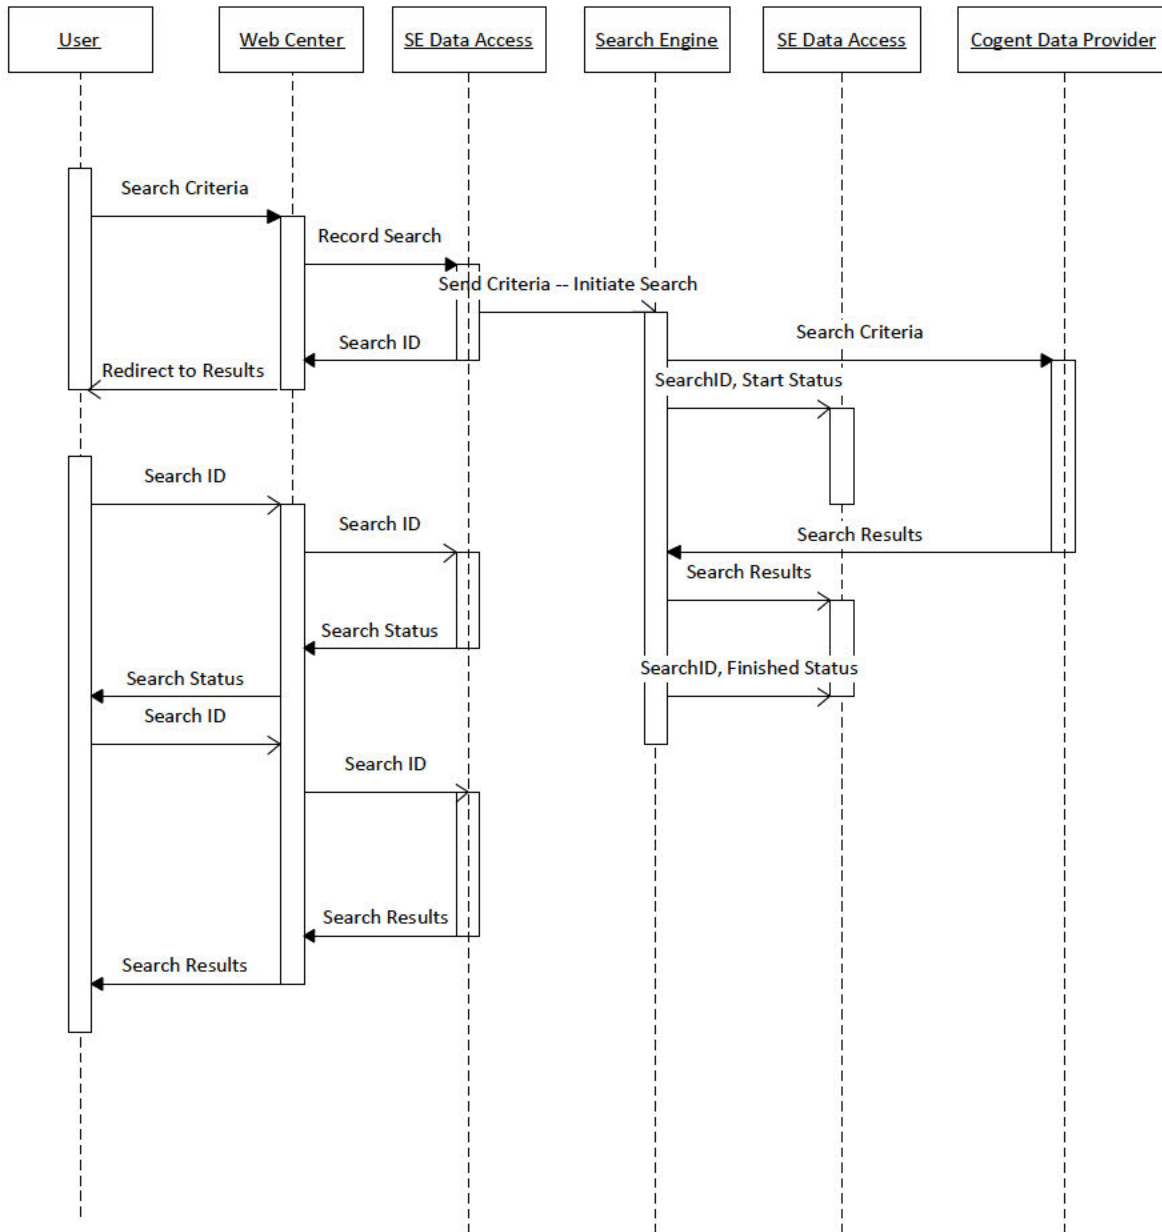 User
Web Center
SE Data Access
Search Engine
SE Data Access
Cogent Data Provider
Search Criteria
Record Search
Send Criteria -- Initiate Search
Search Criteria
Search ID
Redirect to Results
SearchID, Start Status
Search ID
Search ID
Search Results
Search Results
Search Status
SearchID, Finished Status
Search Status
Search ID
Search ID
Search Results
Search Results